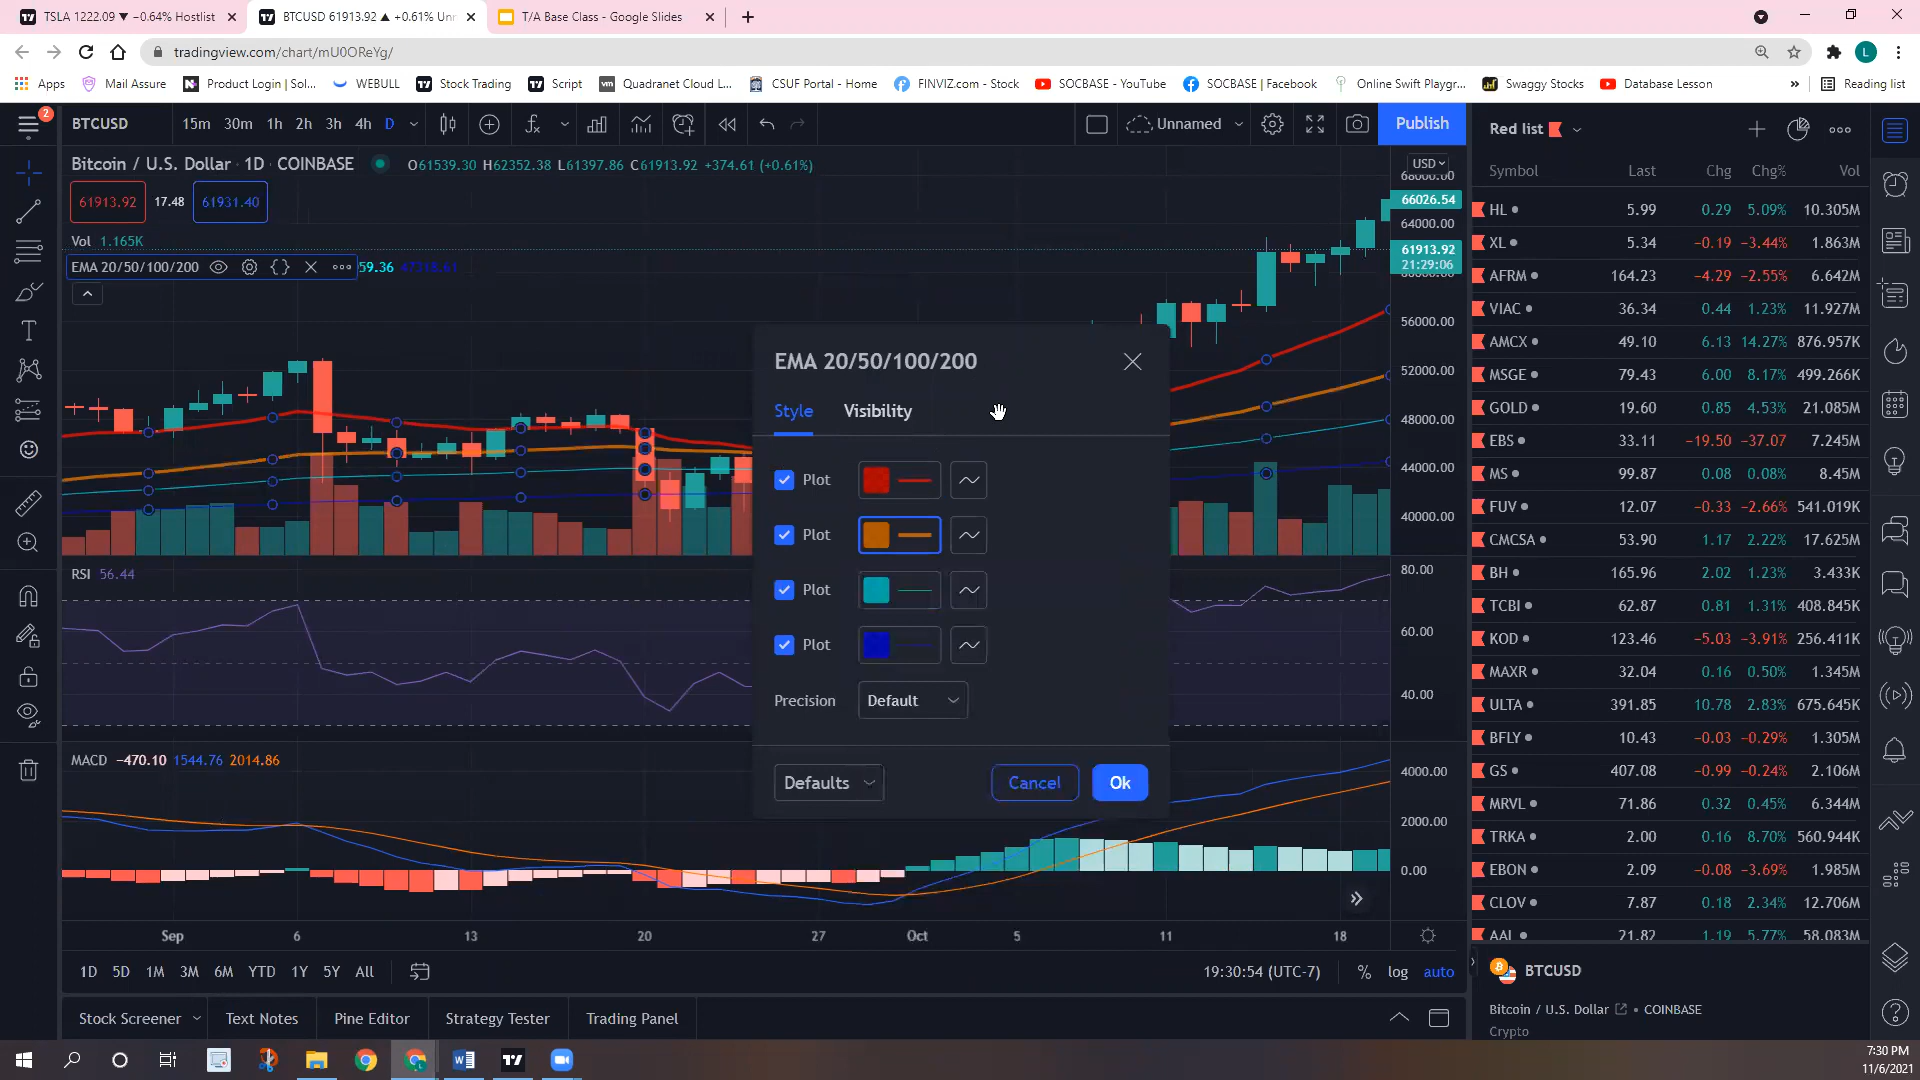 TSLA 1222.09 ▼ −0.64% Hostlist
BTCUSD 61913.92 ▲ +0.61% Unn
T/A Base Class - Google Slides
tradingview.com/chart/mU0OReYg/
Apps
Mail Assure
Product Login | Sol...
WEBULL
Stock Trading
Script
Quadranet Cloud L...
CSUF Portal - Home
FINVIZ.com - Stock
SOCBASE - YouTube
SOCBASE | Facebook
Online Swift Playgr...
Swaggy Stocks
Database Lesson
»
Reading list
L
2
BTCUSD 15m 30m 1h 2h 3h 4h D
Unnamed
Publish
Bitcoin / U.S. Dollar · 1D · COINBASE
O61539.30 H62352.38 L61397.86 C61913.92 +374.61 (+0.61%)
61913.92 17.48 61931.40
Vol 1.165K
EMA 20/50/100/200
59.36 47318.61
USD
68000.00
66026.54
64000.00
61913.92
21:29:06
56000.00
52000.00
48000.00
44000.00
40000.00
RSI 56.44
80.00
60.00
40.00
MACD −470.10 1544.76 2014.86
4000.00
2000.00
0.00
Sep 6 13 20 27 Oct 5 11 18
EMA 20/50/100/200
Style Visibility
Plot
Plot
Plot
Plot
Precision Default
Defaults Cancel Ok
1D 5D 1M 3M 6M YTD 1Y 5Y All
19:30:54 (UTC-7) % log auto
Stock Screener Text Notes Pine Editor Strategy Tester Trading Panel
Red list
Symbol Last Chg Chg% Vol
HL 5.99 0.29 5.09% 10.305M
XL 5.34 −0.19 −3.44% 1.863M
AFRM 164.23 −4.29 −2.55% 6.642M
VIAC 36.34 0.44 1.23% 11.927M
AMCX 49.10 6.13 14.27% 876.957K
MSGE 79.43 6.00 8.17% 499.266K
GOLD 19.60 0.85 4.53% 21.085M
EBS 33.11 −19.50 −37.07 7.245M
MS 99.87 0.08 0.08% 8.45M
FUV 12.07 −0.33 −2.66% 541.019K
CMCSA 53.90 1.17 2.22% 17.625M
BH 165.96 2.02 1.23% 3.433K
TCBI 62.87 0.81 1.31% 408.845K
KOD 123.46 −5.03 −3.91% 256.411K
MAXR 32.04 0.16 0.50% 1.345M
ULTA 391.85 10.78 2.83% 675.645K
BFLY 10.43 −0.03 −0.29% 1.305M
GS 407.08 −0.99 −0.24% 2.106M
MRVL 71.86 0.32 0.45% 6.344M
TRKA 2.00 0.16 8.70% 560.944K
EBON 2.09 −0.08 −3.69% 1.985M
CLOV 7.87 0.18 2.34% 12.706M
AAL 21.82 1.19 5.77% 58.083M
BTCUSD
Bitcoin / U.S. Dollar • COINBASE
Crypto
7:30 PM
11/6/2021